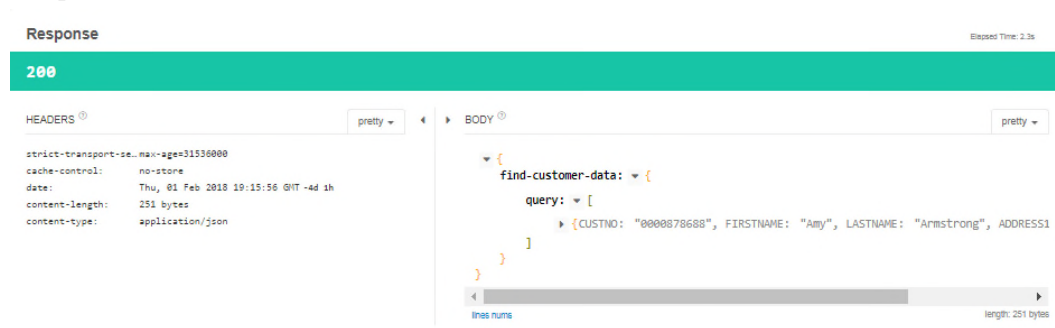 Response
Elapsed Time: 2.3s
200
HEADERS ?
pretty
BODY ?
pretty
strict-transport-se… max-age=31536000
cache-control: no-store
date: Thu, 01 Feb 2018 19:15:56 GMT -4d 1h
content-length: 251 bytes
content-type: application/json
{
find-customer-data: {
query: [
{CUSTNO: "0000878688", FIRSTNAME: "Amy", LASTNAME: "Armstrong", ADDRESS1
]
}
}
lines nums
length: 251 bytes